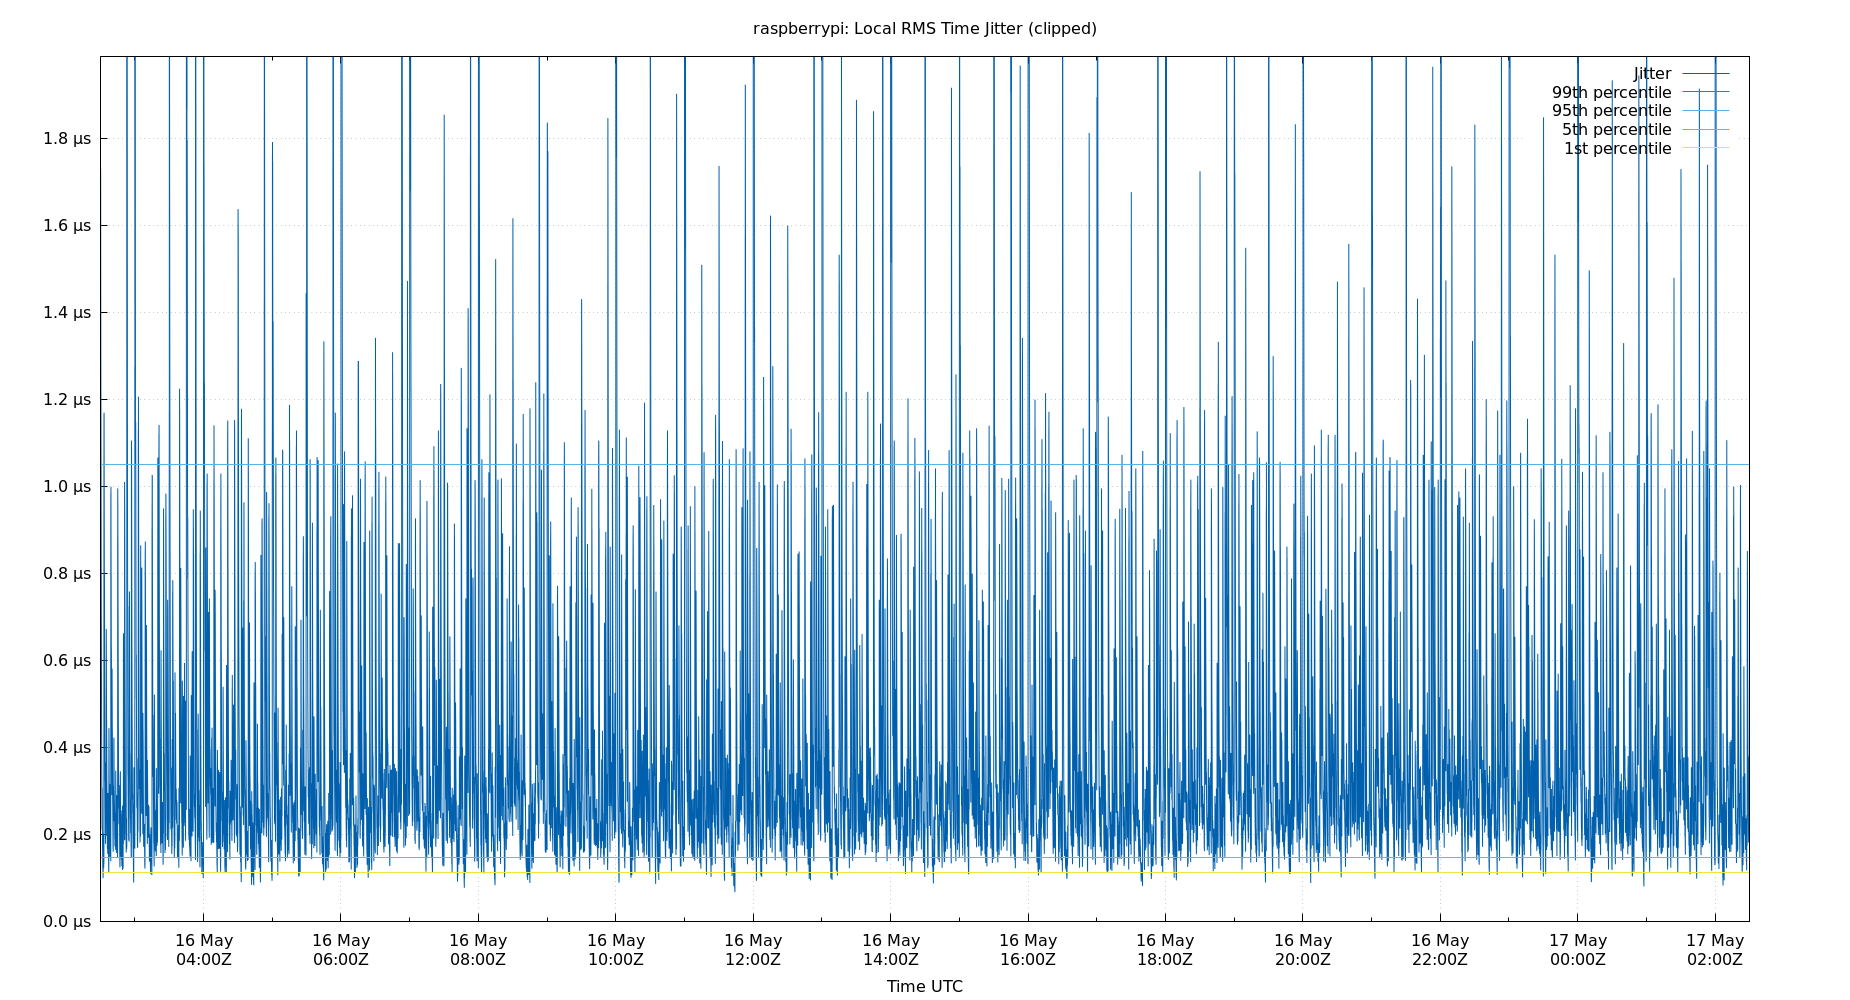 raspberrypi: Local RMS Time Jitter (clipped)
Jitter
99th percentile
95th percentile
5th percentile
1st percentile
1.8 µs
1.6 µs
1.4 µs
1.2 µs
1.0 µs
0.8 µs
0.6 µs
0.4 µs
0.2 µs
0.0 µs
16 May 16 May 16 May 16 May 16 May 16 May 16 May 16 May 16 May 16 May 17 May 17 May
04:00Z 06:00Z 08:00Z 10:00Z 12:00Z 14:00Z 16:00Z 18:00Z 20:00Z 22:00Z 00:00Z 02:00Z
Time UTC